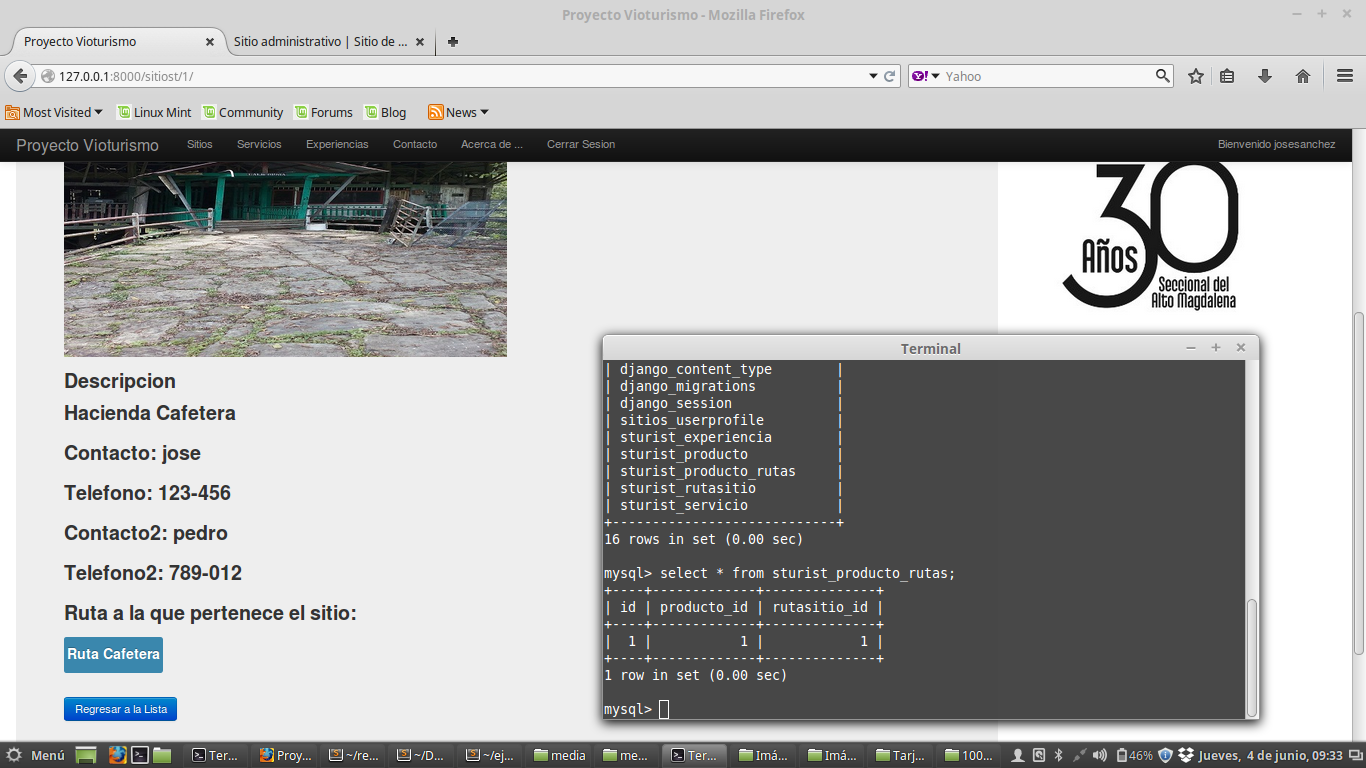 Proyecto Vioturismo - Mozilla Firefox
Proyecto Vioturismo
Sitio administrativo | Sitio de ...
127.0.0.1:8000/sitiost/1/
Yahoo
Most Visited
Linux Mint
Community
Forums
Blog
News
Proyecto Vioturismo
Sitios
Servicios
Experiencias
Contacto
Acerca de ...
Cerrar Sesion
Bienvenido josesanchez
30
Años
Seccional del
Alto Magdalena
Descripcion
Hacienda Cafetera
Contacto: jose
Telefono: 123-456
Contacto2: pedro
Telefono2: 789-012
Ruta a la que pertenece el sitio:
Ruta Cafetera
Regresar a la Lista
Terminal
| django_content_type        |
| django_migrations          |
| django_session             |
| sitios_userprofile         |
| sturist_experiencia        |
| sturist_producto           |
| sturist_producto_rutas     |
| sturist_rutasitio          |
| sturist_servicio           |
+----------------------------+
16 rows in set (0.00 sec)
mysql> select * from sturist_producto_rutas;
+----+-------------+--------------+
| id | producto_id | rutasitio_id |
+----+-------------+--------------+
|  1 |           1 |            1 |
+----+-------------+--------------+
1 row in set (0.00 sec)
mysql>
Menú
Ter...
Proy...
~/re...
~/D...
~/ej...
media
me...
Ter...
Imá...
Imá...
Tarj...
100...
46%
Jueves, 4 de junio, 09:33